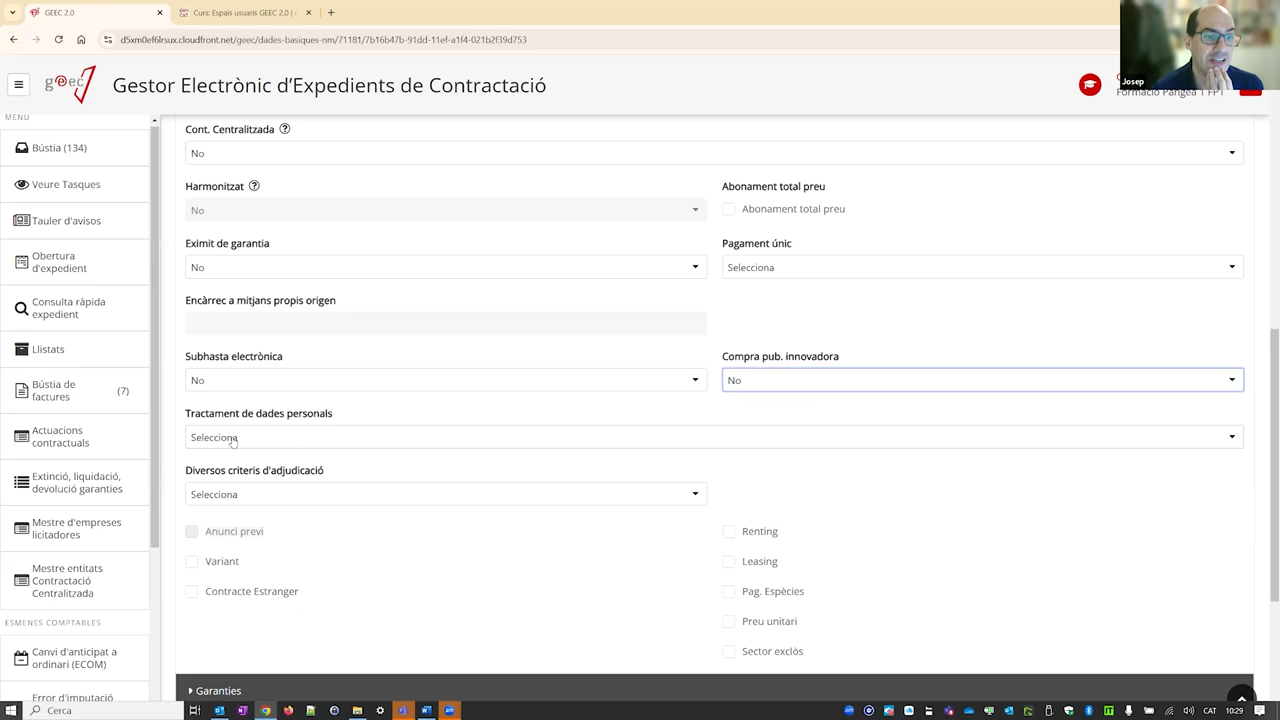 GEEC 2.0
Curs: Espais usuaris GEEC 2.0 |
d5xm0ef6lrsux.cloudfront.net/geec/dades-basiques-nm/71181/7b16b47b-91dd-11ef-a1f4-021b2f39d753
geec
Gestor Electrònic d'Expedients de Contractació
Josep
Formació Pangea 1 FPT
MENÚ
Bústia (134)
Veure Tasques
Tauler d'avisos
Obertura
d'expedient
Consulta ràpida
expedient
Llistats
Bústia de
factures
(7)
Actuacions
contractuals
Extinció, liquidació,
devolució garanties
Mestre d'empreses
licitadores
Mestre entitats
Contractació
Centralitzada
ESMENES COMPTABLES
Canvi d'anticipat a
ordinari (ECOM)
Error d'imputació
Cont. Centralitzada ?
No
Harmonitzat ?
No
Abonament total preu
Abonament total preu
Eximit de garantia
No
Pagament únic
Selecciona
Encàrrec a mitjans propis origen
Subhasta electrònica
No
Compra pub. innovadora
No
Tractament de dades personals
Selecciona
Diversos criteris d'adjudicació
Selecciona
Anunci previ
Renting
Variant
Leasing
Contracte Estranger
Pag. Espècies
Preu unitari
Sector exclòs
Garanties
Cerca
CAT
10:29